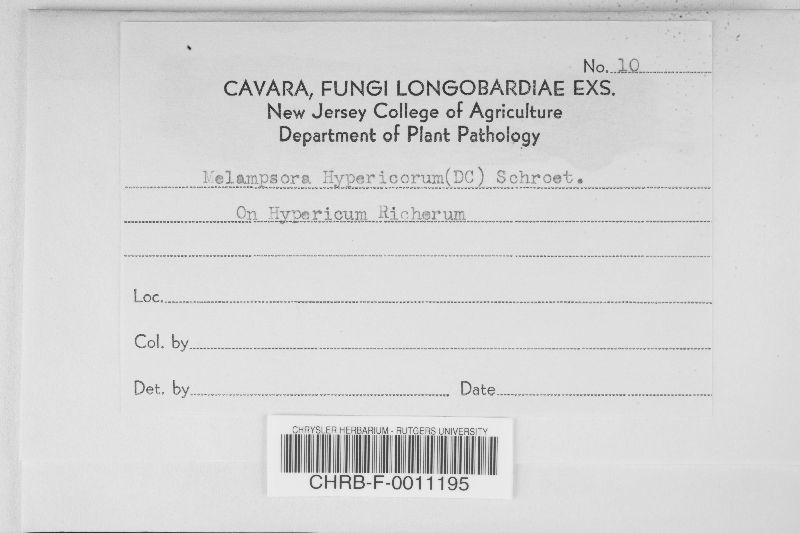 No. 10
CAVARA, FUNGI LONGOBARDIAE EXS.
New Jersey College of Agriculture
Department of Plant Pathology
Melampsora Hypericorum(DC) Schroet.
On Hypericum Richerum
Loc.
Col. by
Det. by Date
CHRYSLER HERBARIUM - RUTGERS UNIVERSITY
CHRB-F-0011195